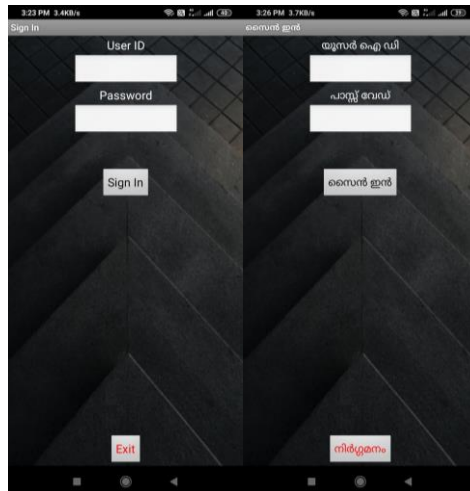 3:23 PM 3.4KB/s
Sign In
User ID
Password
Sign In
Exit
3:26 PM 3.7KB/s
സൈൻ ഇൻ
യൂസർ ഐ ഡി
പാസ്സ് വേഡ്
സൈൻ ഇൻ
നിർഗ്ഗമനം